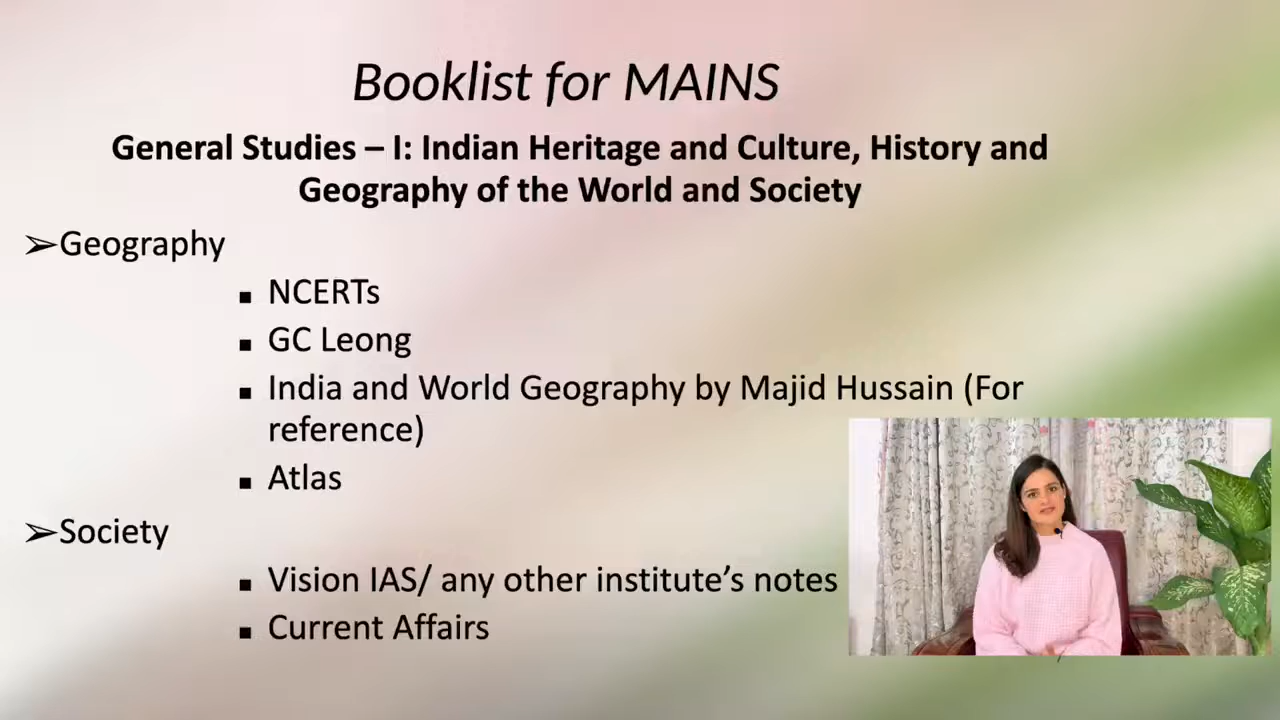 Booklist for MAINS
General Studies – I: Indian Heritage and Culture, History and
Geography of the World and Society
➢Geography
▪ NCERTs
▪ GC Leong
▪ India and World Geography by Majid Hussain (For
reference)
▪ Atlas
➢Society
▪ Vision IAS/ any other institute’s notes
▪ Current Affairs